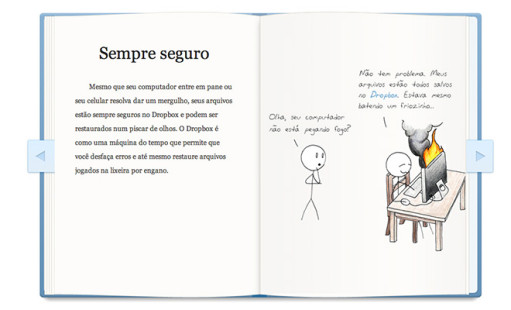 Sempre seguro
Mesmo que seu computador entre em pane ou
seu celular resolva dar um mergulho, seus arquivos
estão sempre seguros no Dropbox e podem ser
restaurados num piscar de olhos. O Dropbox é
como uma máquina do tempo que permite que
você desfaça erros e até mesmo restaure arquivos
jogados na lixeira por engano.
Olha, seu computador
não está pegando fogo?
Não tem problema. Meus
arquivos estão todos salvos
no Dropbox. Estava mesmo
batendo um friozinho...